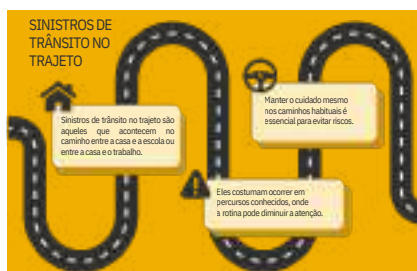 SINISTROS DE
TRÂNSITO NO
TRAJETO
Sinistros de trânsito no trajeto são
aqueles que acontecem no
caminho entre a casa e a escola ou
entre a casa e o trabalho.
Manter o cuidado mesmo
nos caminhos habituais é
essencial para evitar riscos.
Eles costumam ocorrer em
percursos conhecidos, onde
a rotina pode diminuir a atenção.